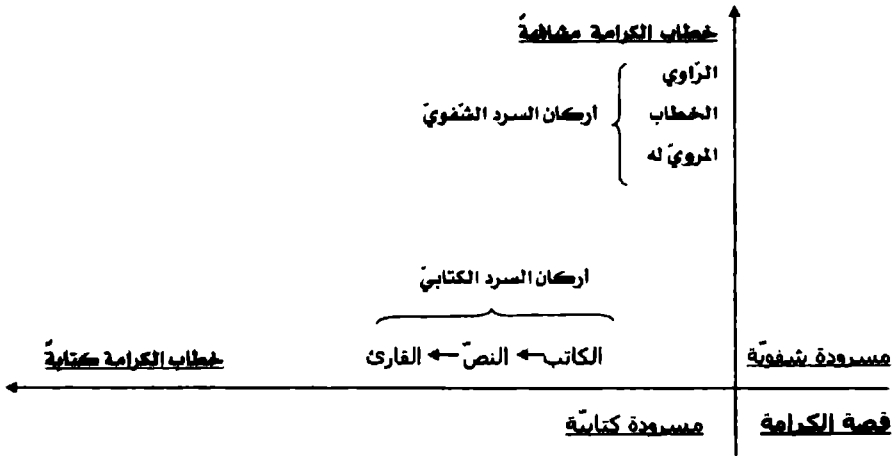 خطاب الكرامة مشافهةً
الرّاوي
أركان السرد الشّفويّ
الخطاب
المرويّ له
أركان السرد الكتابيّ
الكاتب ← النصّ ← القارئ
خطاب الكرامة كتابةً
مسرودة شفويّة
قصة الكرامة
مسرودة كتابيّة